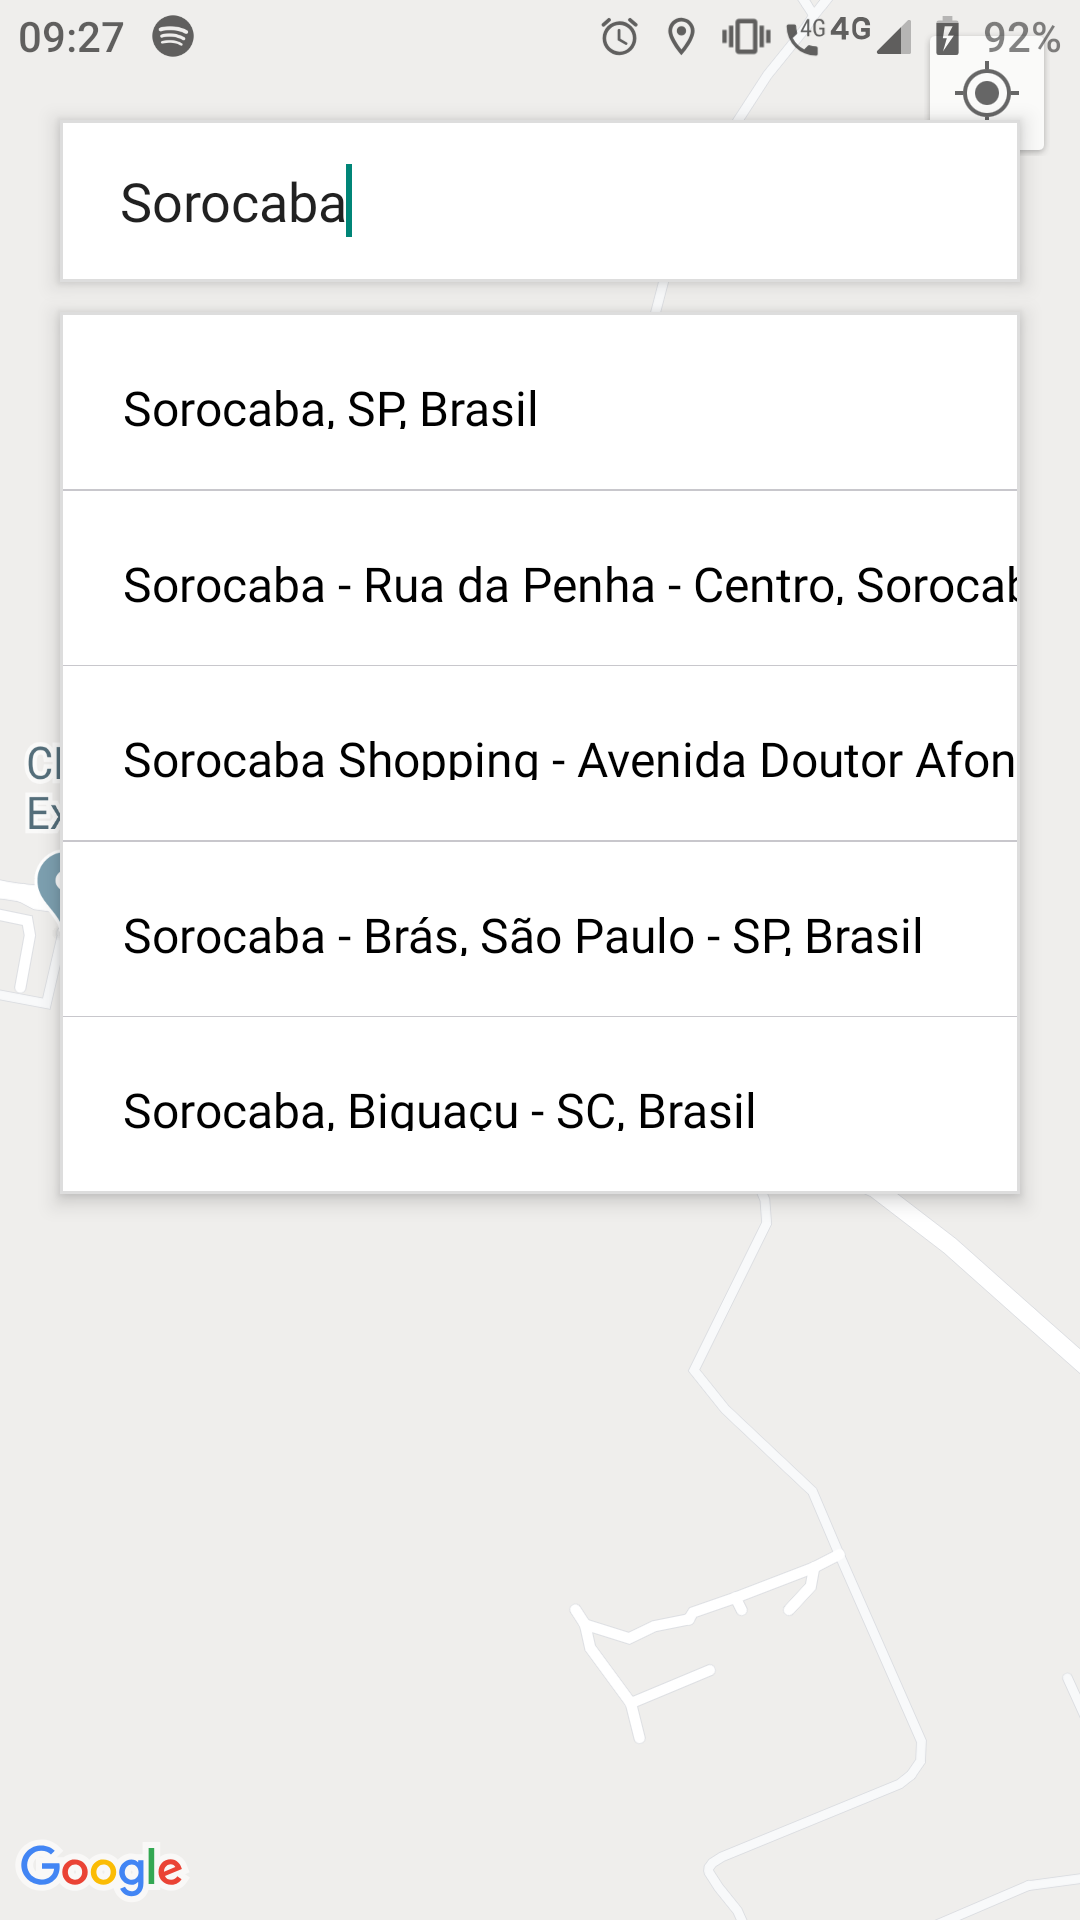 09:27 4G 4G 92%
Sorocaba
Sorocaba, SP, Brasil
Sorocaba - Rua da Penha - Centro, Sorocab
Sorocaba Shopping - Avenida Doutor Afon
Sorocaba - Brás, São Paulo - SP, Brasil
Sorocaba, Biguaçu - SC, Brasil
Ex
Google